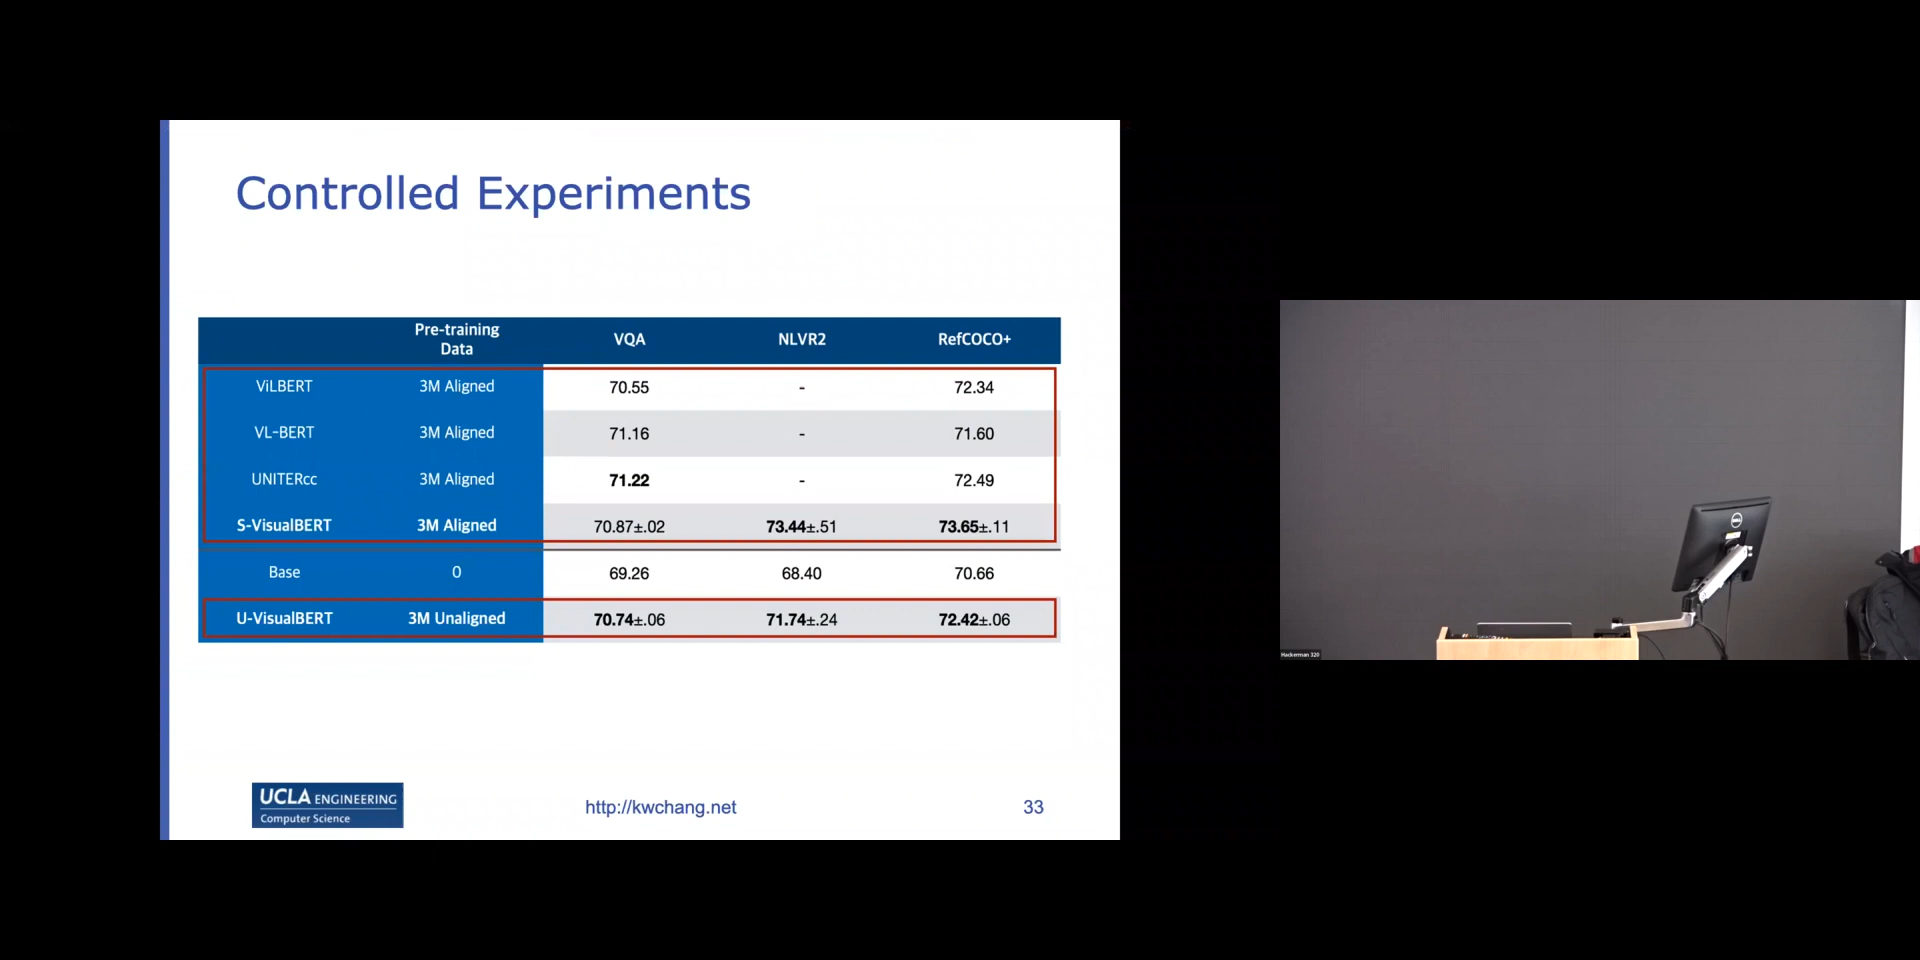 Controlled Experiments
Pre-training Data VQA NLVR2 RefCOCO+
ViLBERT 3M Aligned 70.55 - 72.34
VL-BERT 3M Aligned 71.16 - 71.60
UNITERcc 3M Aligned 71.22 - 72.49
S-VisualBERT 3M Aligned 70.87±.02 73.44±.51 73.65±.11
Base 0 69.26 68.40 70.66
U-VisualBERT 3M Unaligned 70.74±.06 71.74±.24 72.42±.06
UCLA ENGINEERING
Computer Science
http://kwchang.net
33
Hackerman 320
DELL